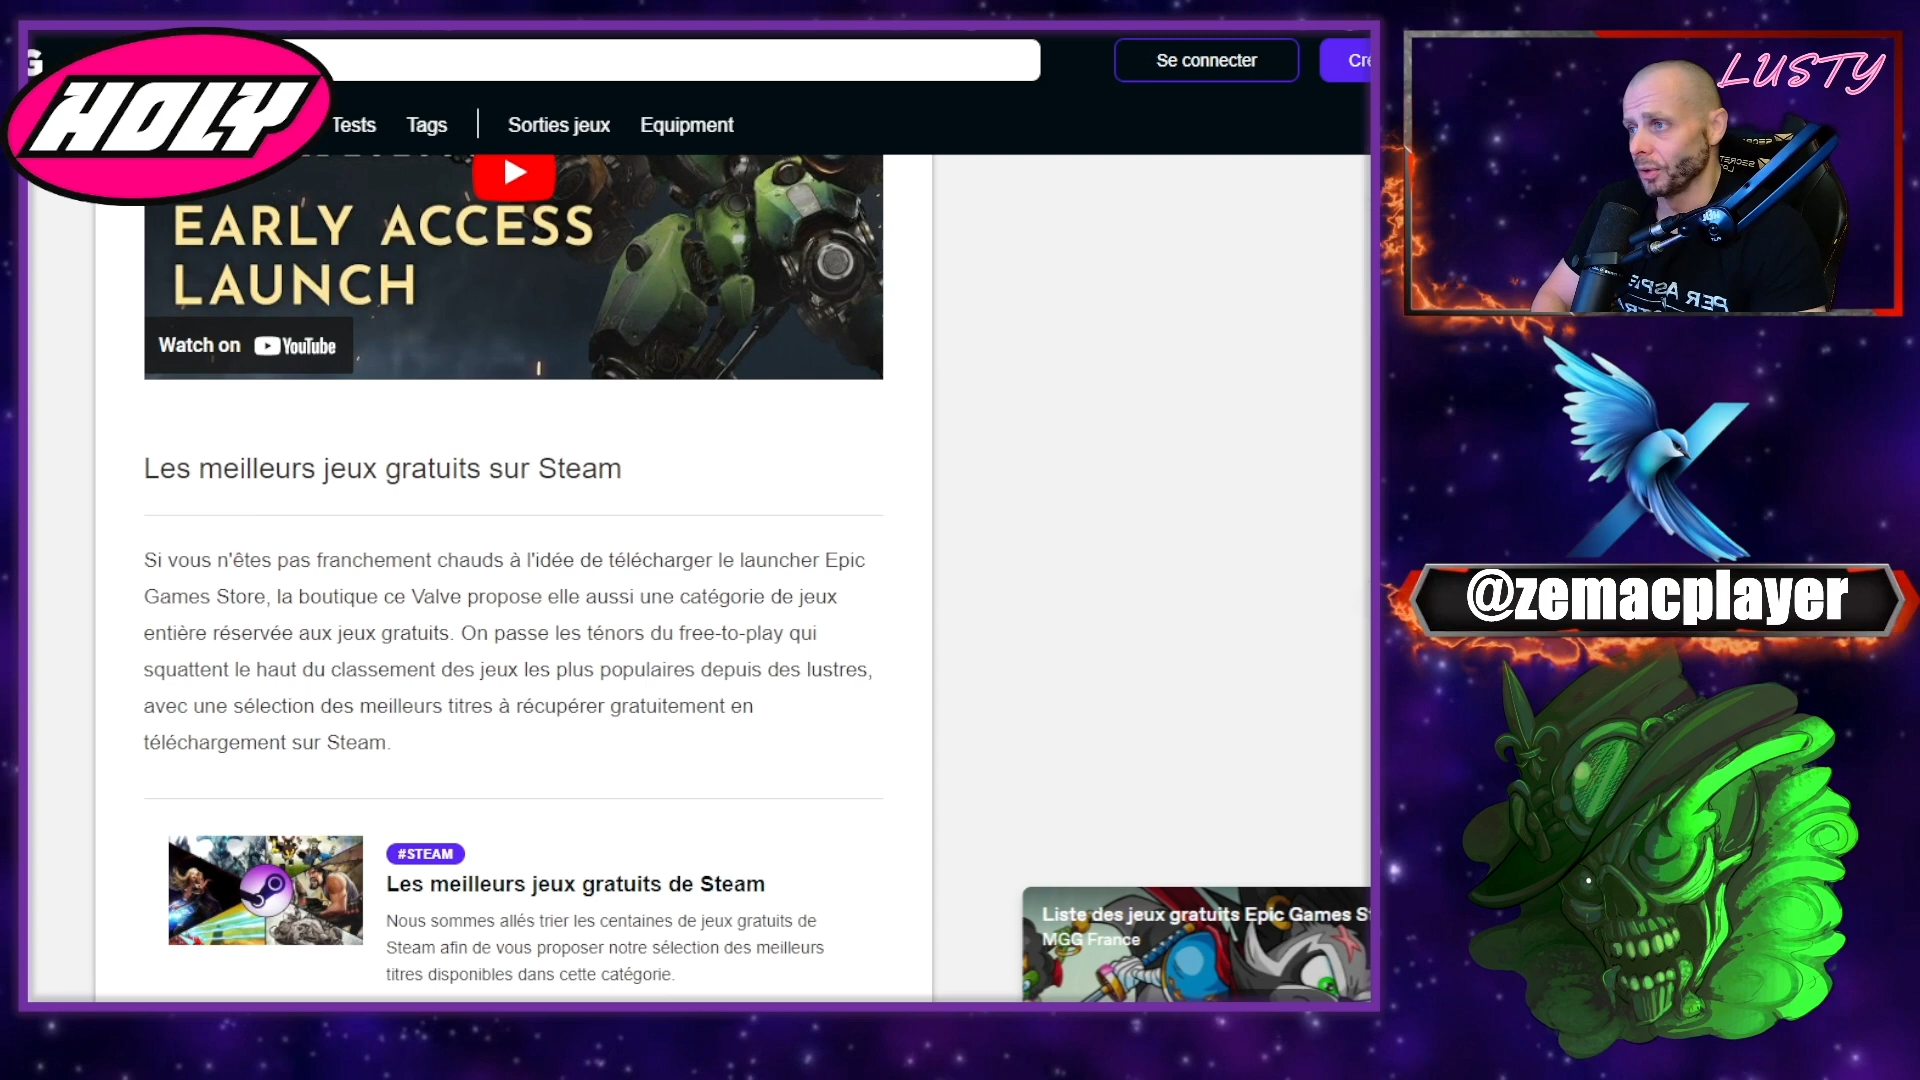 G
HOLY
Se connecter
Tests
Tags
Sorties jeux
Equipment
EARLY ACCESS
LAUNCH
Watch on YouTube
Les meilleurs jeux gratuits sur Steam
Si vous n'êtes pas franchement chauds à l'idée de télécharger le launcher Epic
Games Store, la boutique ce Valve propose elle aussi une catégorie de jeux
entière réservée aux jeux gratuits. On passe les ténors du free-to-play qui
squattent le haut du classement des jeux les plus populaires depuis des lustres,
avec une sélection des meilleurs titres à récupérer gratuitement en
téléchargement sur Steam.
#STEAM
Les meilleurs jeux gratuits de Steam
Nous sommes allés trier les centaines de jeux gratuits de
Steam afin de vous proposer notre sélection des meilleurs
titres disponibles dans cette catégorie.
Liste des jeux gratuits Epic Games
MGG France
LUSTY
PER ASPE
@zemacplayer